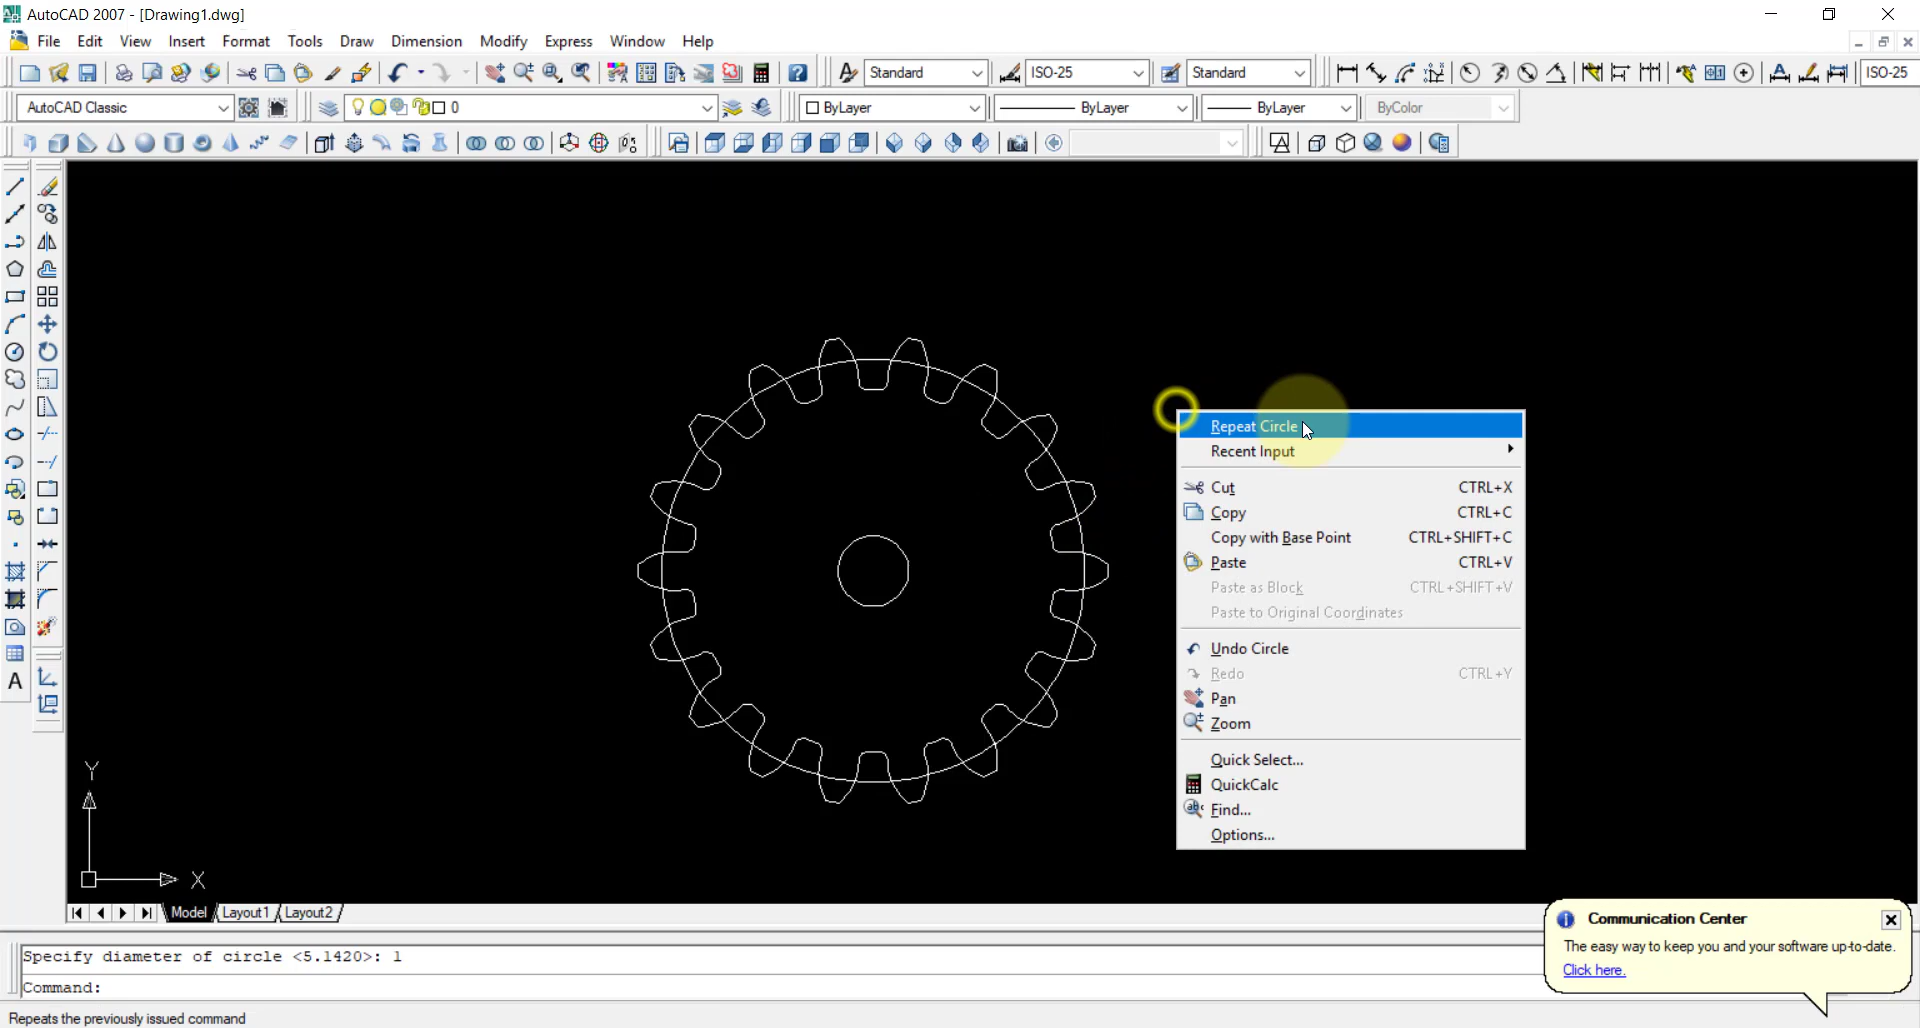 AutoCAD 2007 - [Drawing1.dwg]
File Edit View Insert Format Tools Draw Dimension Modify Express Window Help
Standard ISO-25 Standard ISO-25
AutoCAD Classic 0 ByLayer ByLayer ByLayer ByColor
Repeat Circle
Recent Input
Cut CTRL+X
Copy CTRL+C
Copy with Base Point CTRL+SHIFT+C
Paste CTRL+V
Paste as Block CTRL+SHIFT+V
Paste to Original Coordinates
Undo Circle
Redo CTRL+Y
Pan
Zoom
Quick Select...
QuickCalc
Find...
Options...
A
Y
X
Model Layout1 Layout2
Communication Center
The easy way to keep you and your software up-to-date.
Click here.
Specify diameter of circle <5.1420>: 1
Command:
Repeats the previously issued command